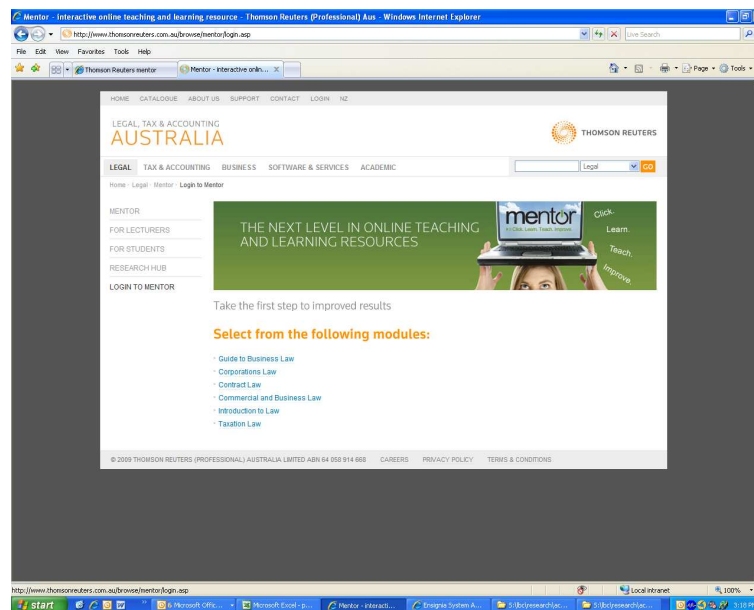 Mentor - interactive online teaching and learning resource - Thomson Reuters (Professional) Aus - Windows Internet Explorer
http://www.thomsonreuters.com.au/browse/mentor/login.asp
Live Search
File Edit View Favorites Tools Help
Thomson Reuters mentor
Mentor - interactive onlin...
Page
Tools
HOME CATALOGUE ABOUT US SUPPORT CONTACT LOGIN NZ
LEGAL, TAX & ACCOUNTING
AUSTRALIA
THOMSON REUTERS
LEGAL TAX & ACCOUNTING BUSINESS SOFTWARE & SERVICES ACADEMIC
Legal
GO
Home - Legal - Mentor - Login to Mentor
MENTOR
FOR LECTURERS
FOR STUDENTS
RESEARCH HUB
LOGIN TO MENTOR
THE NEXT LEVEL IN ONLINE TEACHING
AND LEARNING RESOURCES
mentor
Click. Learn. Teach. Improve.
Click.
Learn.
Teach.
Improve.
Take the first step to improved results
Select from the following modules:
Guide to Business Law
Corporations Law
Contract Law
Commercial and Business Law
Introduction to Law
Taxation Law
© 2009 THOMSON REUTERS (PROFESSIONAL) AUSTRALIA LIMITED ABN 64 058 914 668 CAREERS PRIVACY POLICY TERMS & CONDITIONS
http://www.thomsonreuters.com.au/browse/mentor/login.asp
Local intranet
100%
start
6 Microsoft Offic...
Microsoft Excel - p...
Mentor - interacti...
Ensignia System A...
S:\lbc\research\ac...
S:\lbc\research\ac...